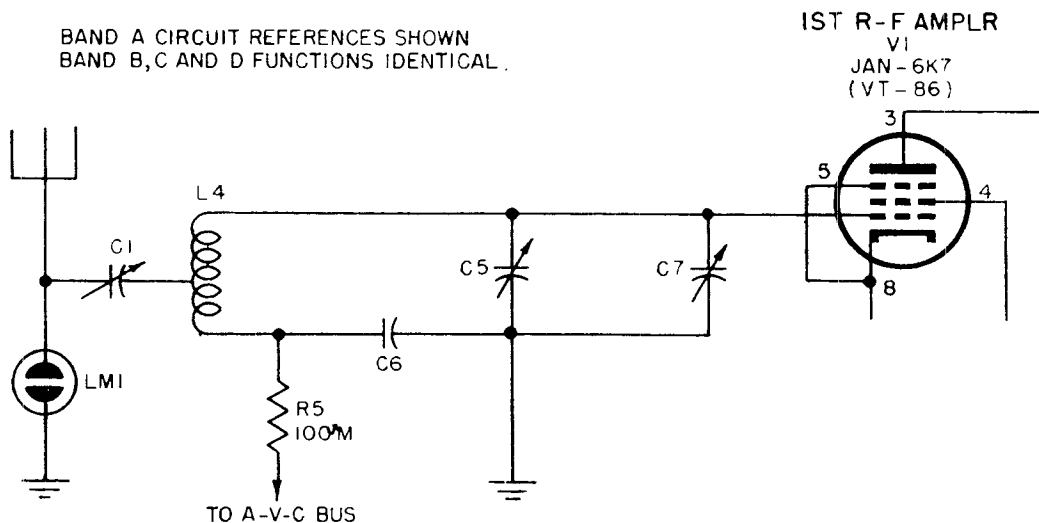 BAND A CIRCUIT REFERENCES SHOWN
BAND B, C AND D FUNCTIONS IDENTICAL.
1ST R-F AMPLR
V1
JAN-6K7
(VT-86)
3
5
4
L4
C1
C5
C7
8
C6
LM1
R5
100M
TO A-V-C BUS